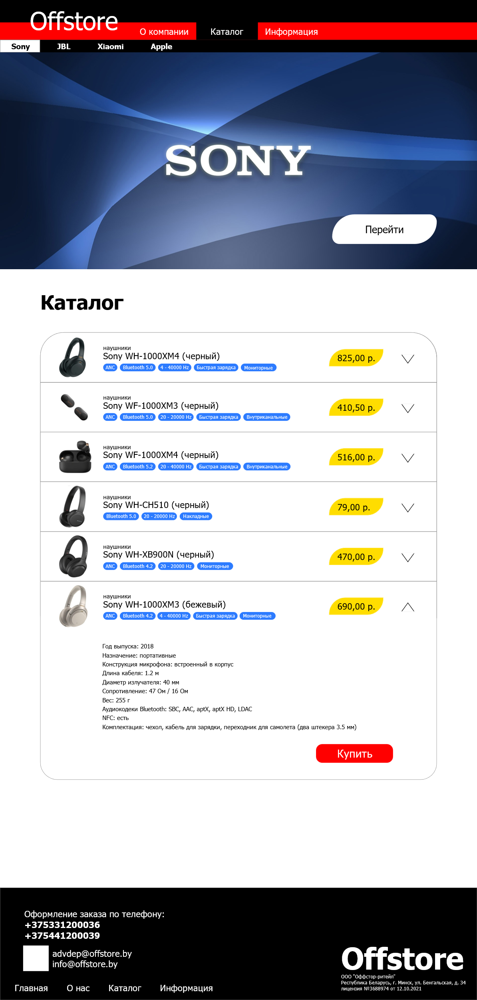 Offstore
О компании Каталог Информация
Sony JBL Xiaomi Apple
SONY
Перейти
Каталог
наушники
Sony WH-1000XM4 (черный)
ANC Bluetooth 5.0 4 - 40000 Hz Быстрая зарядка Мониторные
825,00 р.
наушники
Sony WF-1000XM3 (черный)
ANC Bluetooth 5.0 20 - 20000 Hz Быстрая зарядка Внутриканальные
410,50 р.
наушники
Sony WF-1000XM4 (черный)
ANC Bluetooth 5.2 20 - 40000 Hz Быстрая зарядка Внутриканальные
516,00 р.
наушники
Sony WH-CH510 (черный)
Bluetooth 5.0 20 - 20000 Hz Накладные
79,00 р.
наушники
Sony WH-XB900N (черный)
ANC Bluetooth 4.2 20 - 20000 Hz Мониторные
470,00 р.
наушники
Sony WH-1000XM3 (бежевый)
ANC Bluetooth 4.2 4 - 40000 Hz Быстрая зарядка Мониторные
690,00 р.
Год выпуска: 2018
Назначение: портативные
Конструкция микрофона: встроенный в корпус
Длина кабеля: 1.2 м
Диаметр излучателя: 40 мм
Сопротивление: 47 Ом / 16 Ом
Вес: 255 г
Аудиокодеки Bluetooth: SBC, AAC, aptX, aptX HD, LDAC
NFC: есть
Комплектация: чехол, кабель для зарядки, переходник для самолета (два штекера 3.5 мм)
Купить
Оформление заказа по телефону:
+375331200036
+375441200039
advdep@offstore.by
info@offstore.by
Главная О нас Каталог Информация
Offstore
ООО "Оффстор-ритейл"
Республика Беларусь, г. Минск, ул. Бенгальская, д. 34
лицензия №3688974 от 12.10.2021